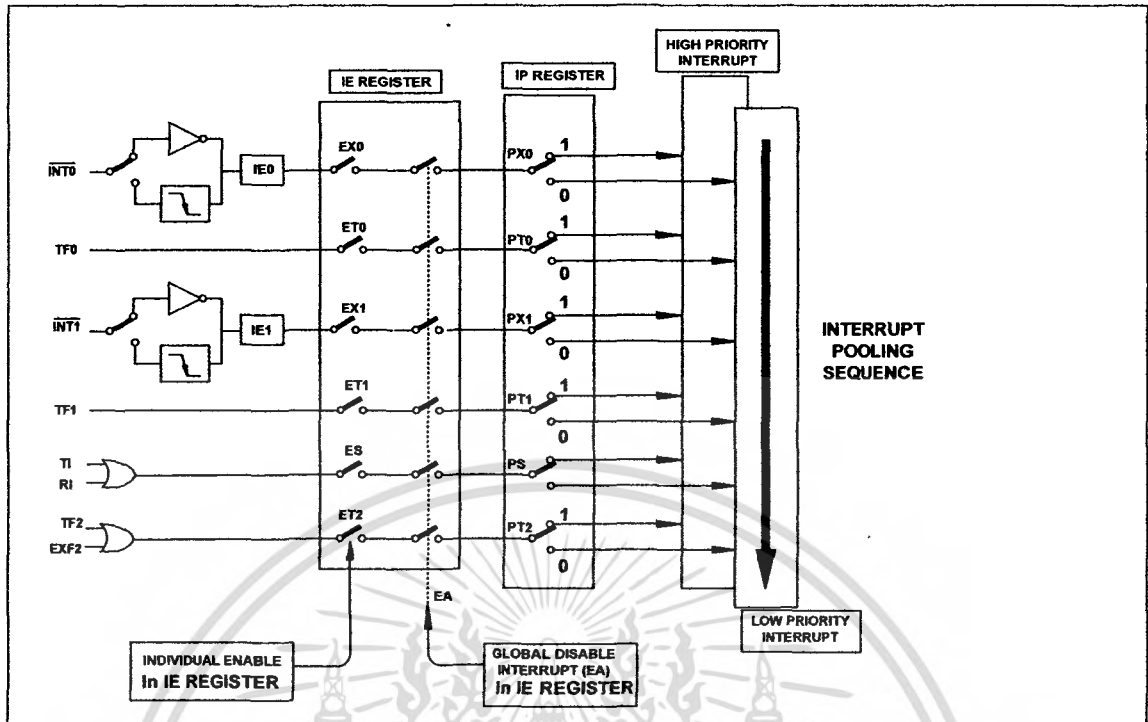 HIGH PRIORITY
INTERRUPT
IE REGISTER
IP REGISTER
INT0
IE0
EX0
PX0
1
0
TF0
ET0
PT0
1
0
INT1
IE1
EX1
PX1
1
0
INTERRUPT
POOLING
SEQUENCE
TF1
ET1
PT1
1
0
TI
RI
ES
PS
TF2
EXF2
ET2
PT2
1
0
EA
LOW PRIORITY
INTERRUPT
INDIVIDUAL ENABLE
In IE REGISTER
GLOBAL DISABLE
INTERRUPT (EA)
In IE REGISTER